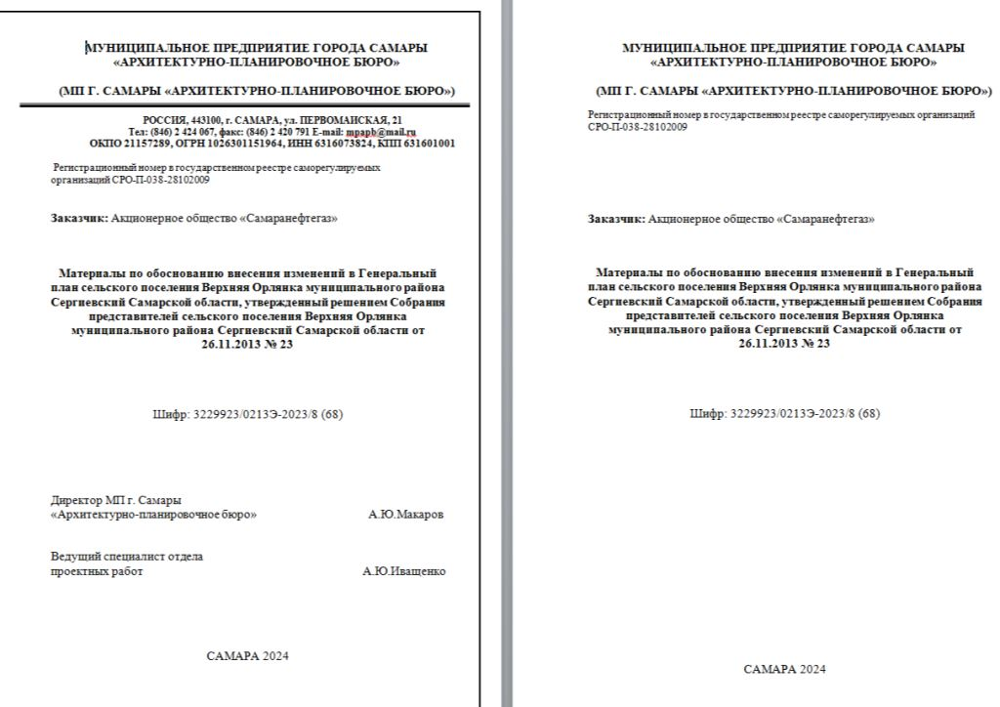 МУНИЦИПАЛЬНОЕ ПРЕДПРИЯТИЕ ГОРОДА САМАРЫ
«АРХИТЕКТУРНО-ПЛАНИРОВОЧНОЕ БЮРО»
(МП Г. САМАРЫ «АРХИТЕКТУРНО-ПЛАНИРОВОЧНОЕ БЮРО»)
РОССИЯ, 443100, г. САМАРА, ул. ПЕРВОМАЙСКАЯ, 21
Тел: (846) 2 424 067, факс: (846) 2 420 791 E-mail: mpapb@mail.ru
ОКПО 21157289, ОГРН 1026301151964, ИНН 6316073824, КПП 631601001
Регистрационный номер в государственном реестре саморегулируемых
организаций СРО-П-038-28102009
Заказчик: Акционерное общество «Самаранефтегаз»
Материалы по обоснованию внесения изменений в Генеральный
план сельского поселения Верхняя Орлянка муниципального района
Сергиевский Самарской области, утвержденный решением Собрания
представителей сельского поселения Верхняя Орлянка
муниципального района Сергиевский Самарской области от
26.11.2013 № 23
Шифр: 3229923/0213Э-2023/8 (68)
Директор МП г. Самары
«Архитектурно-планировочное бюро» А.Ю.Макаров
Ведущий специалист отдела
проектных работ А.Ю.Иващенко
САМАРА 2024
МУНИЦИПАЛЬНОЕ ПРЕДПРИЯТИЕ ГОРОДА САМАРЫ
«АРХИТЕКТУРНО-ПЛАНИРОВОЧНОЕ БЮРО»
(МП Г. САМАРЫ «АРХИТЕКТУРНО-ПЛАНИРОВОЧНОЕ БЮРО»)
Регистрационный номер в государственном реестре саморегулируемых организаций
СРО-П-038-28102009
Заказчик: Акционерное общество «Самаранефтегаз»
Материалы по обоснованию внесения изменений в Генеральный
план сельского поселения Верхняя Орлянка муниципального района
Сергиевский Самарской области, утвержденный решением Собрания
представителей сельского поселения Верхняя Орлянка
муниципального района Сергиевский Самарской области от
26.11.2013 № 23
Шифр: 3229923/0213Э-2023/8 (68)
САМАРА 2024